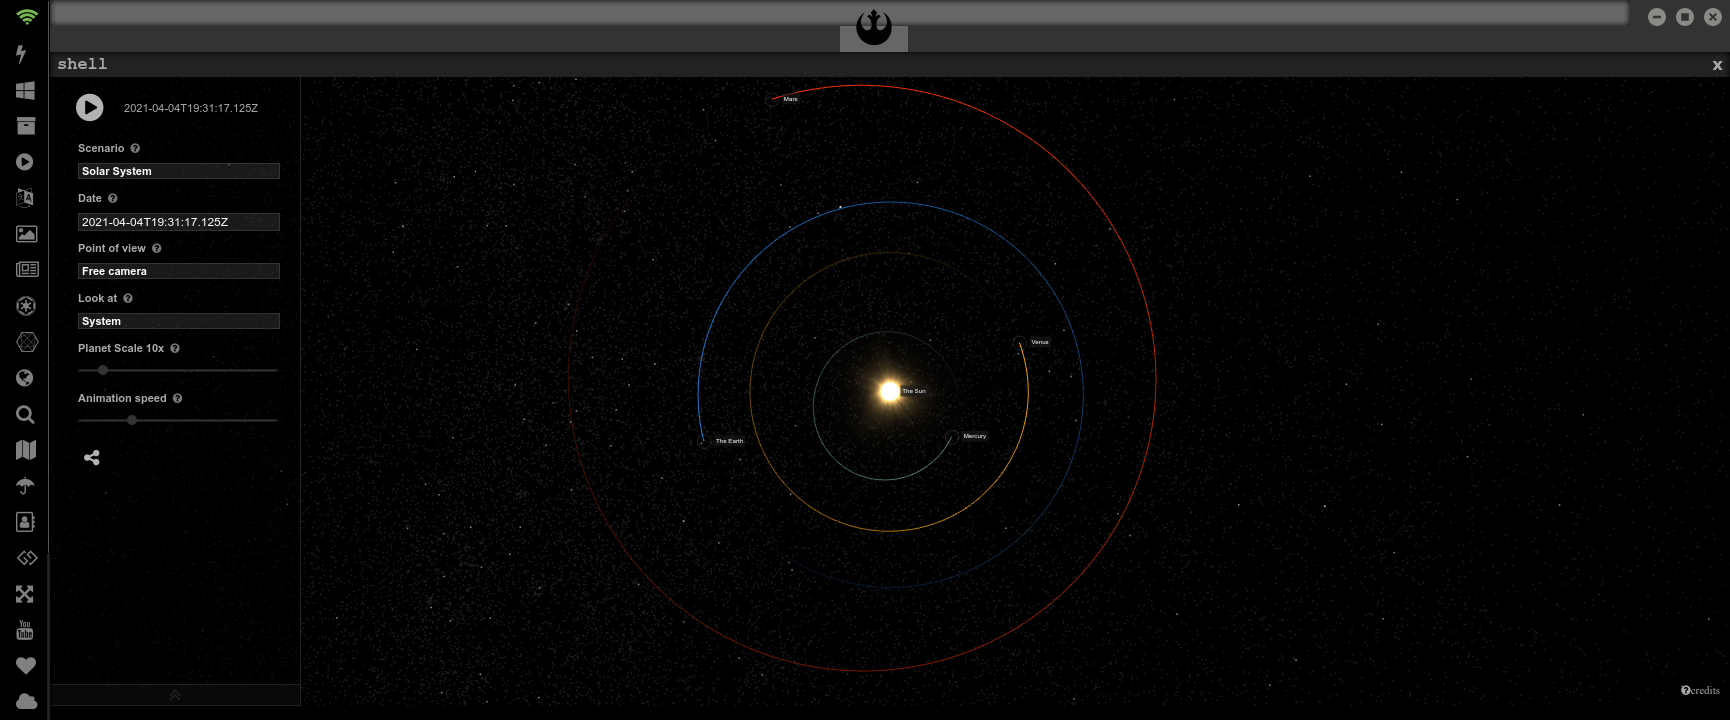 shell
x
2021-04-04T19:31:17.125Z
Scenario
Solar System
Date
2021-04-04T19:31:17.125Z
Point of view
Free camera
Look at
System
Planet Scale 10x
Animation speed
You
Tube
Mars
Venus
The Sun
Mercury
The Earth
credits